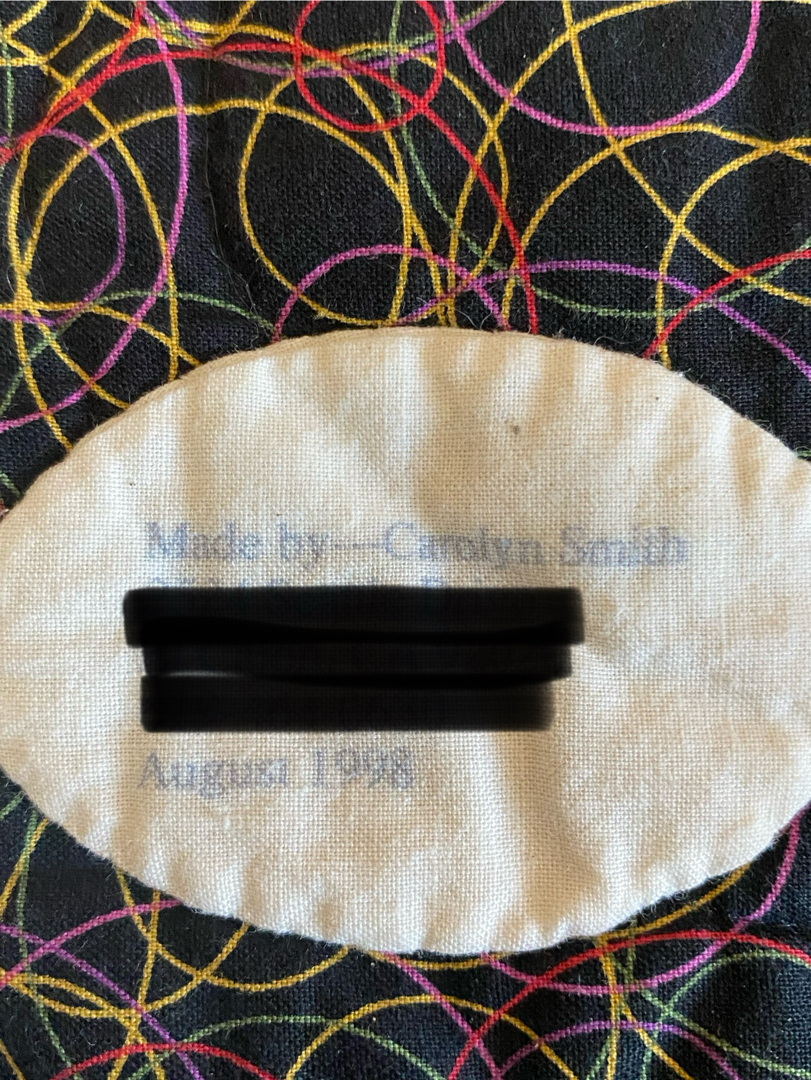 Made by---Carolyn Smith
August 1998